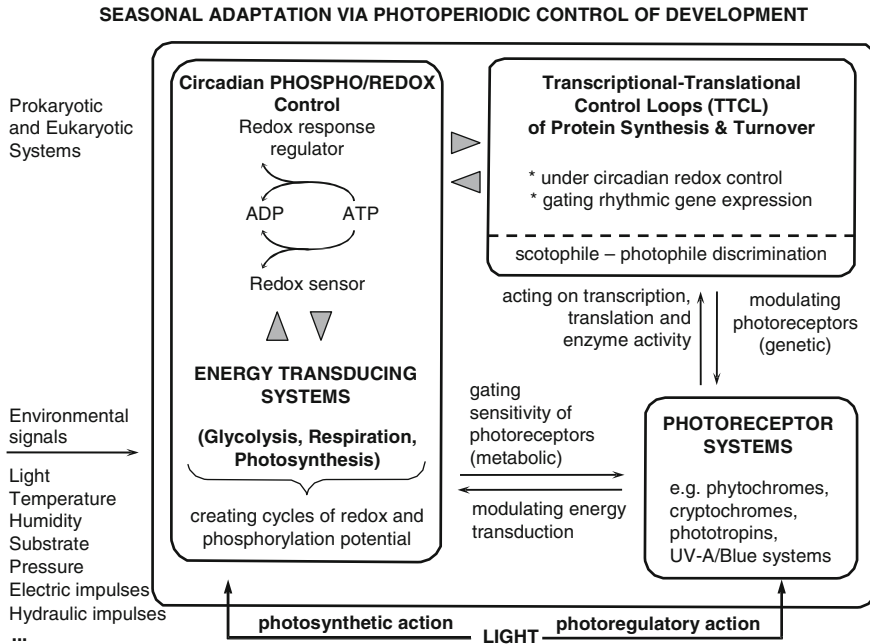 SEASONAL ADAPTATION VIA PHOTOPERIODIC CONTROL OF DEVELOPMENT
Prokaryotic
and Eukaryotic
Systems
Circadian PHOSPHO/REDOX
Control
Redox response
regulator
ADP ATP
Redox sensor
ENERGY TRANSDUCING
SYSTEMS
(Glycolysis, Respiration,
Photosynthesis)
creating cycles of redox and
phosphorylation potential
Transcriptional-Translational
Control Loops (TTCL)
of Protein Synthesis & Turnover
* under circadian redox control
* gating rhythmic gene expression
scotophile – photophile discrimination
acting on transcription,
translation and
enzyme activity
modulating
photoreceptors
(genetic)
Environmental
signals
Light
Temperature
Humidity
Substrate
Pressure
Electric impulses
Hydraulic impulses
...
gating
sensitivity of
photoreceptors
(metabolic)
modulating energy
transduction
PHOTORECEPTOR
SYSTEMS
e.g. phytochromes,
cryptochromes,
phototropins,
UV-A/Blue systems
photosynthetic action
LIGHT
photoregulatory action